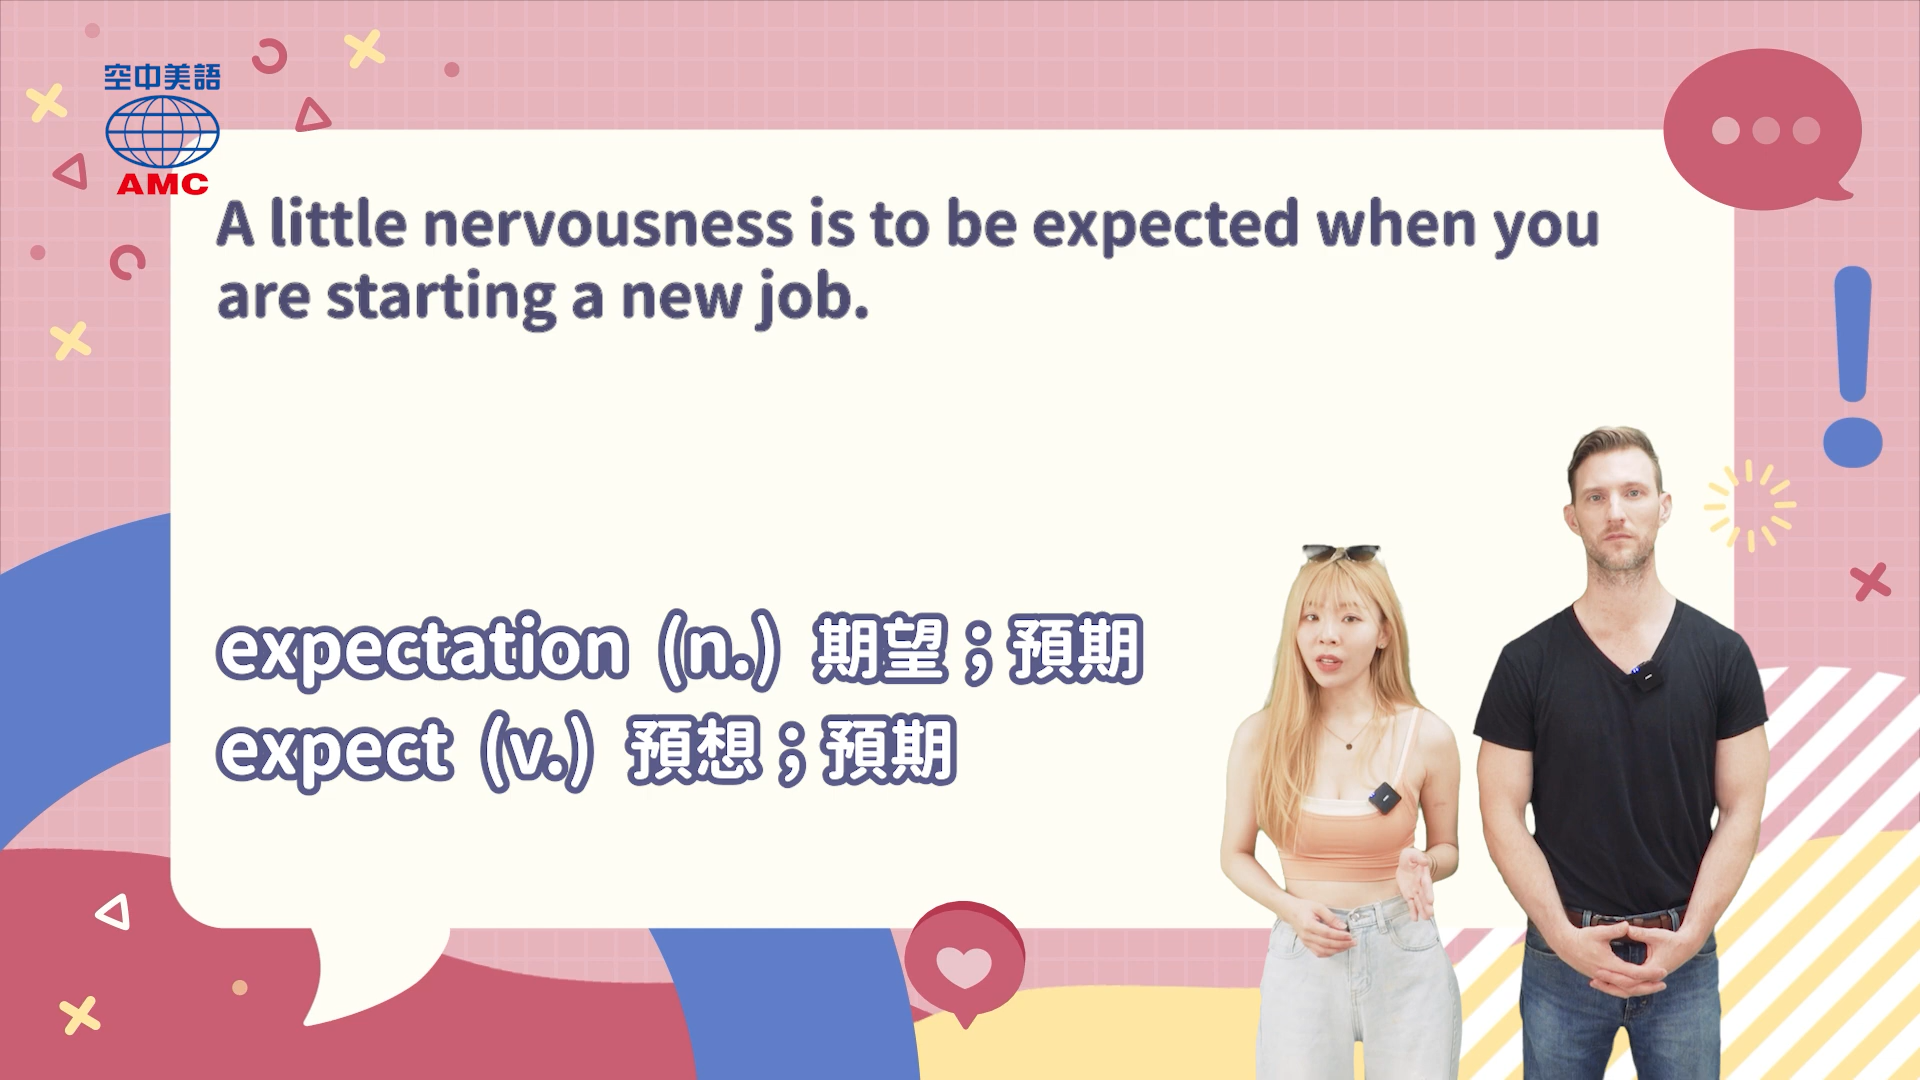 空中美語
AMC
A little nervousness is to be expected when you
are starting a new job.
expectation (n.) 期望；預期
expect (v.) 預想；預期